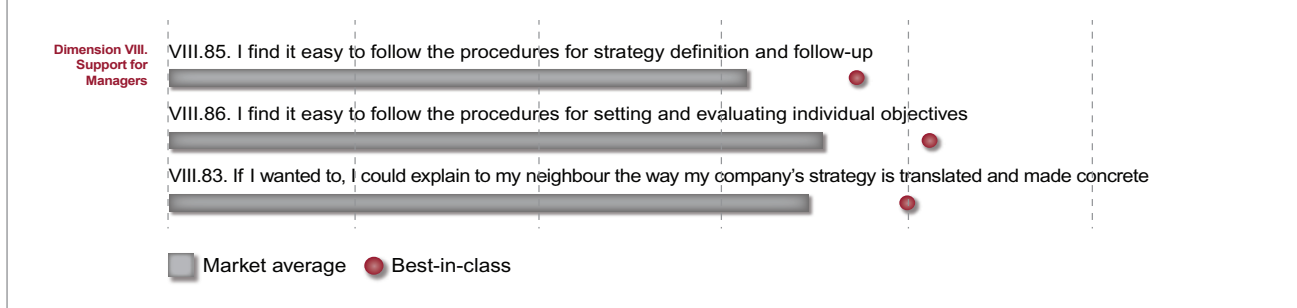 Dimension VIII.
Support for
Managers
VIII.85. I find it easy to follow the procedures for strategy definition and follow-up
VIII.86. I find it easy to follow the procedures for setting and evaluating individual objectives
VIII.83. If I wanted to, I could explain to my neighbour the way my company’s strategy is translated and made concrete
Market average
Best-in-class